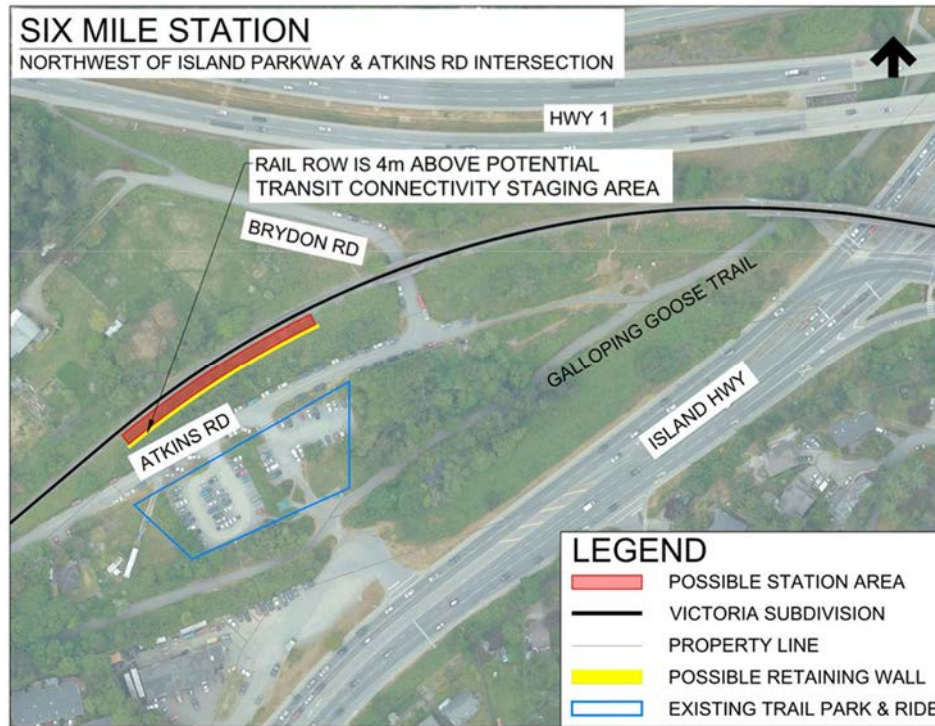 SIX MILE STATION
NORTHWEST OF ISLAND PARKWAY & ATKINS RD INTERSECTION
HWY 1
RAIL ROW IS 4m ABOVE POTENTIAL
TRANSIT CONNECTIVITY STAGING AREA
BRYDON RD
GALLOPING GOOSE TRAIL
ATKINS RD
ISLAND HWY
LEGEND
POSSIBLE STATION AREA
VICTORIA SUBDIVISION
PROPERTY LINE
POSSIBLE RETAINING WALL
EXISTING TRAIL PARK & RIDE